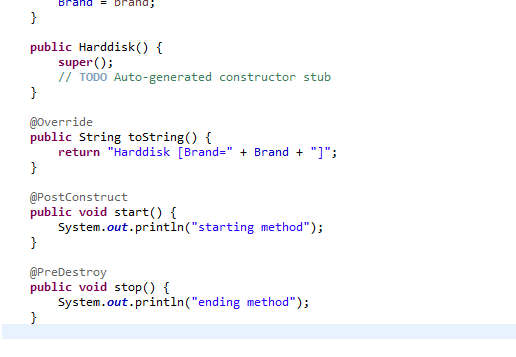 Brand = brand;
}
public Harddisk() {
super();
// TODO Auto-generated constructor stub
}
@Override
public String toString() {
return "Harddisk [Brand=" + Brand + "]";
}
@PostConstruct
public void start() {
System.out.println("starting method");
}
@PreDestroy
public void stop() {
System.out.println("ending method");
}